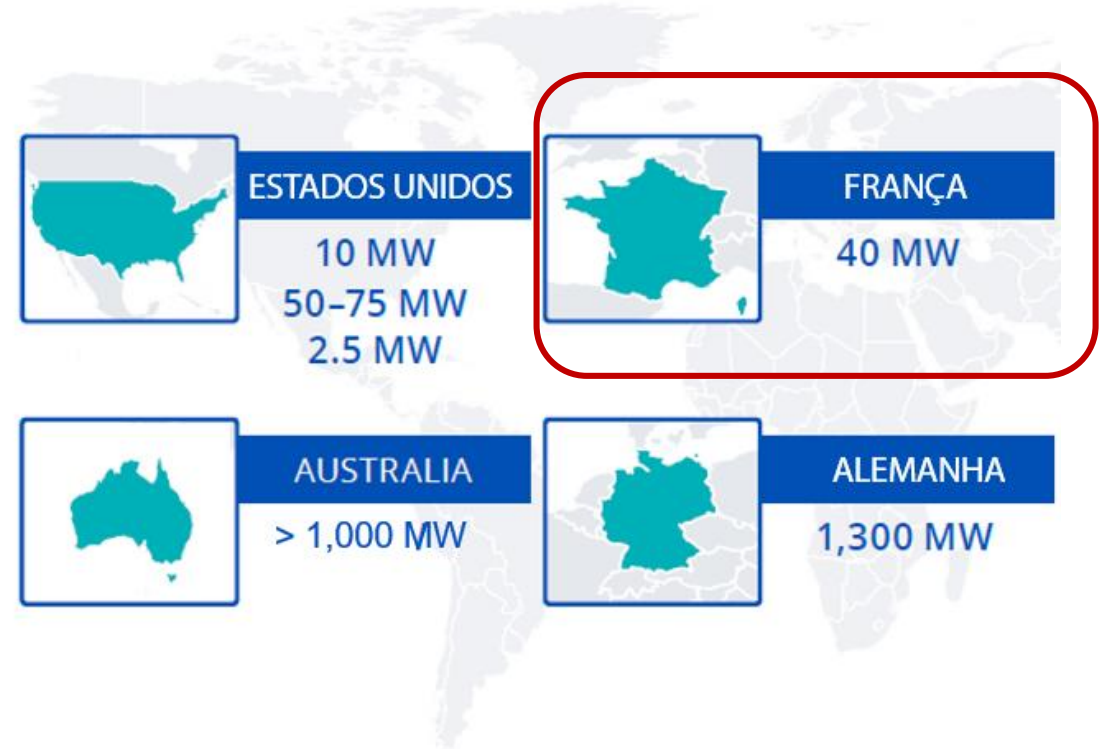 ESTADOS UNIDOS
10 MW
50–75 MW
2.5 MW
FRANÇA
40 MW
AUSTRALIA
> 1,000 MW
ALEMANHA
1,300 MW